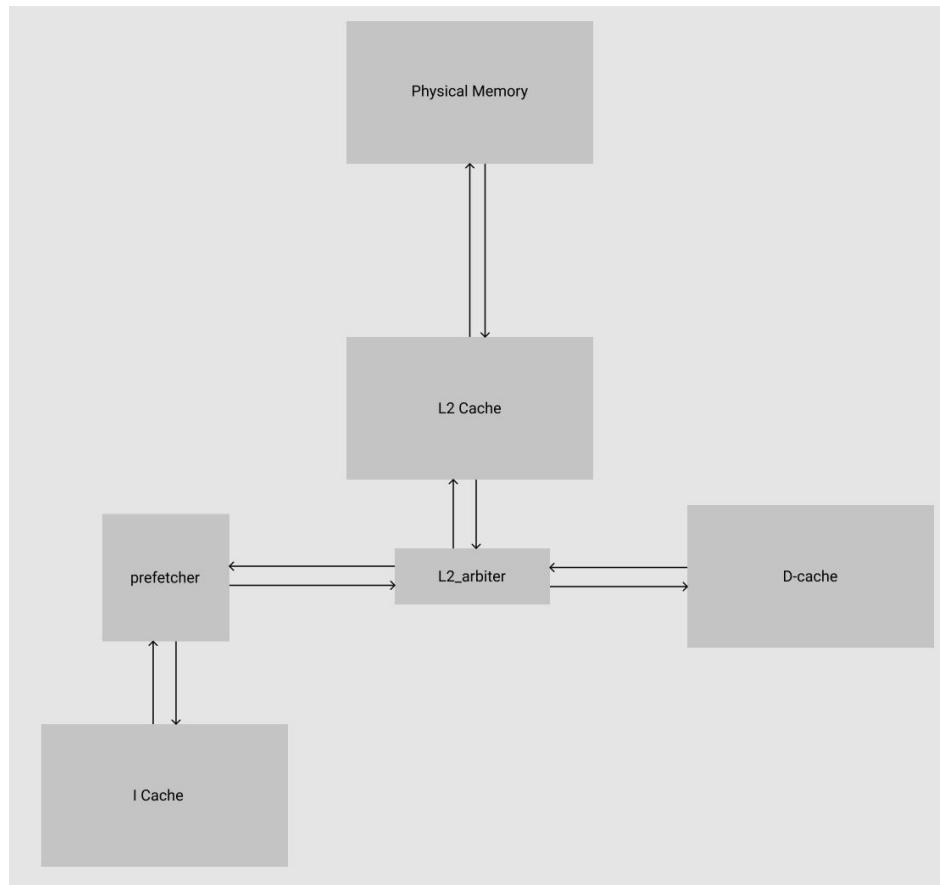 Physical Memory
L2 Cache
prefetcher
L2_arbiter
D-cache
I Cache